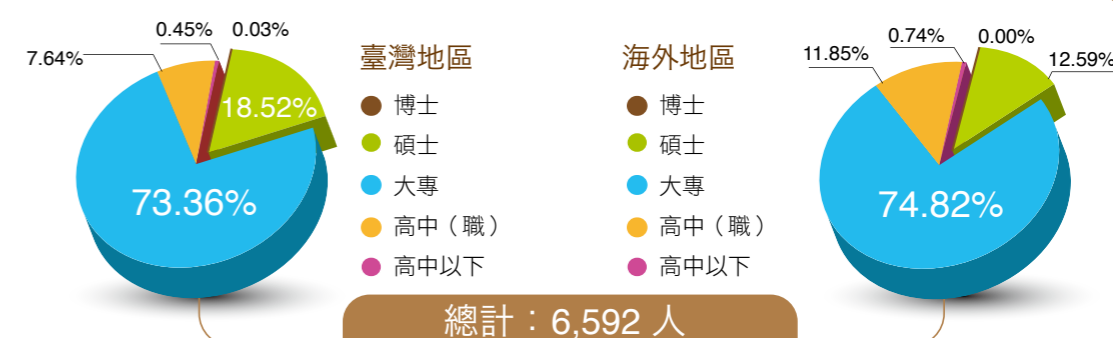 0.45%
0.03%
7.64%
18.52%
73.36%
臺灣地區
博士
碩士
大專
高中（職）
高中以下
海外地區
博士
碩士
大專
高中（職）
高中以下
0.74%
0.00%
11.85%
12.59%
74.82%
總計：6,592 人